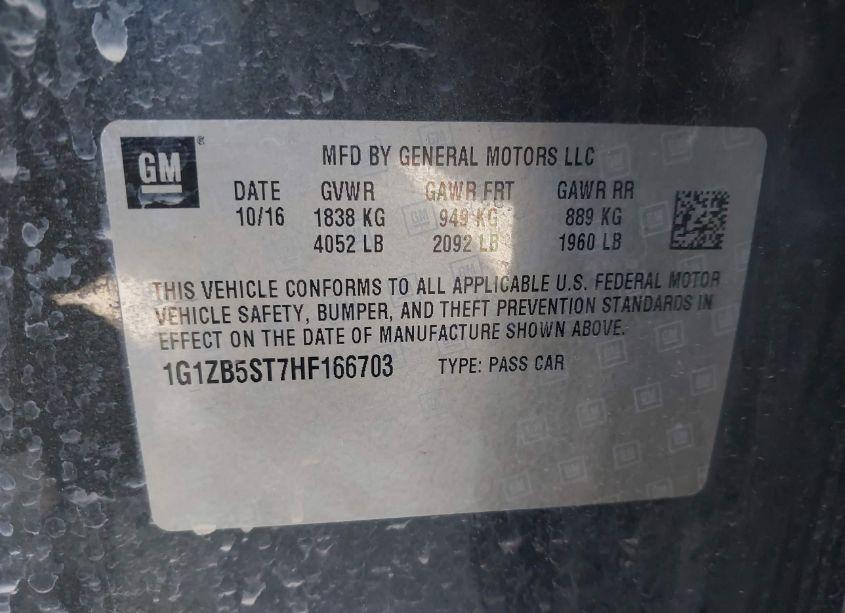 GM
MFD BY GENERAL MOTORS LLC
DATE GVWR GAWR FRT GAWR RR
10/16 1838 KG 949 KG 889 KG
4052 LB 2092 LB 1960 LB
THIS VEHICLE CONFORMS TO ALL APPLICABLE U.S. FEDERAL MOTOR
VEHICLE SAFETY, BUMPER, AND THEFT PREVENTION STANDARDS IN
EFFECT ON THE DATE OF MANUFACTURE SHOWN ABOVE.
1G1ZB5ST7HF166703 TYPE: PASS CAR